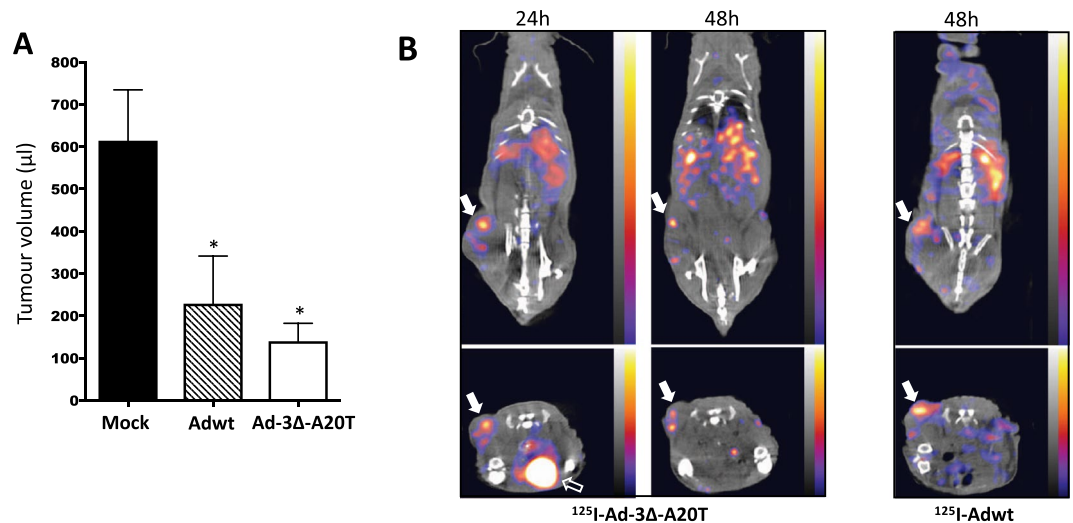 A
Tumour volume (µl)
800
700
600
500
400
300
200
100
0
*
*
Mock Adwt Ad-3Δ-A20T
B
24h 48h 48h
¹²⁵I-Ad-3Δ-A20T ¹²⁵I-Adwt